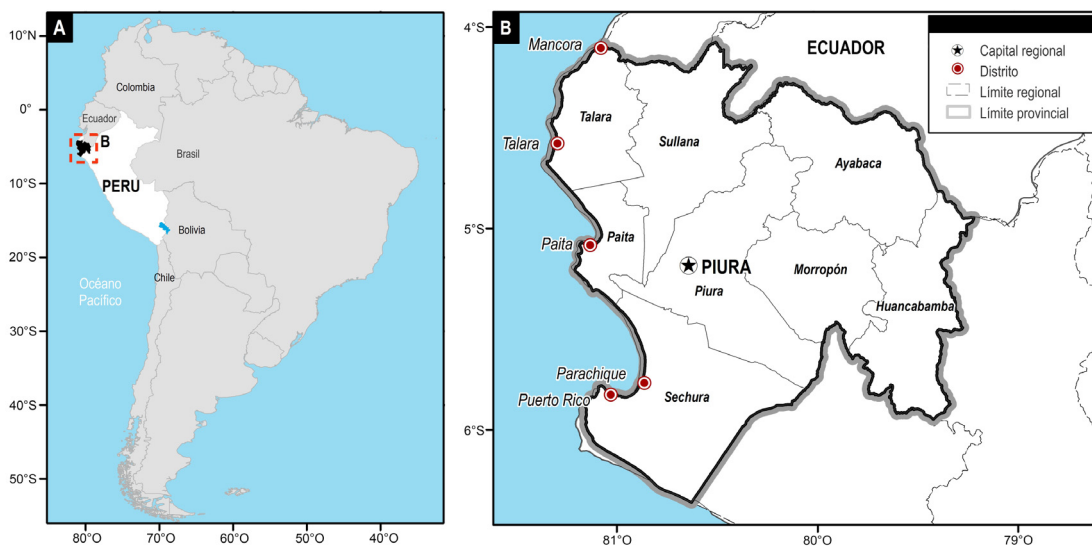 A
10°N
0°
10°S
20°S
30°S
40°S
50°S
80°O
70°O
60°O
50°O
40°O
Colombia
Ecuador
B
Brasil
PERU
Bolivia
Chile
Océano
Pacífico
B
4°S
5°S
6°S
81°O
80°O
79°O
Mancora
ECUADOR
Talara
Talara
Sullana
Ayabaca
Paita
Paita
PIURA
Piura
Morropón
Huancabamba
Parachique
Puerto Rico
Sechura
Capital regional
Distrito
Límite regional
Límite provincial